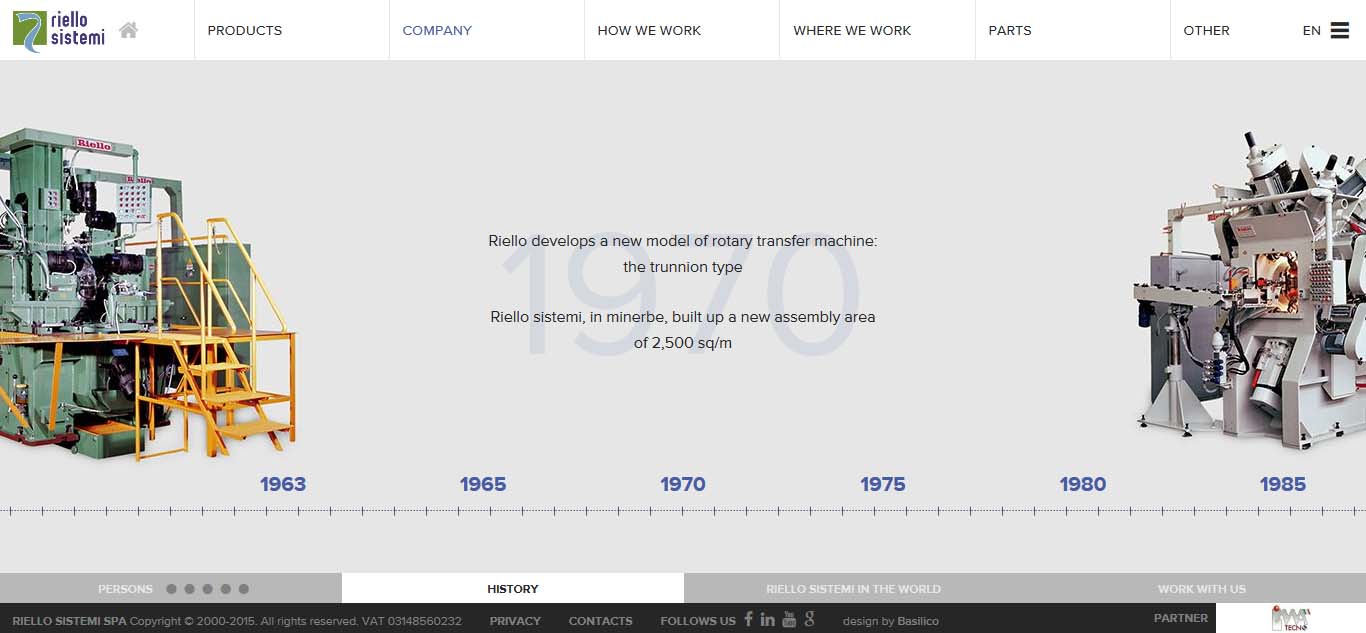 riello
sistemi
PRODUCTS
COMPANY
HOW WE WORK
WHERE WE WORK
PARTS
OTHER
EN
Riello
Riello
1970
Riello develops a new model of rotary transfer machine:
the trunnion type
Riello sistemi, in minerbe, built up a new assembly area
of 2,500 sq/m
1963 1965 1970 1975 1980 1985
PERSONS
HISTORY
RIELLO SISTEMI IN THE WORLD
WORK WITH US
RIELLO SISTEMI SPA Copyright © 2000-2015. All rights reserved. VAT 03148560232
PRIVACY
CONTACTS
FOLLOWS US
design by Basilico
PARTNER
TECNO